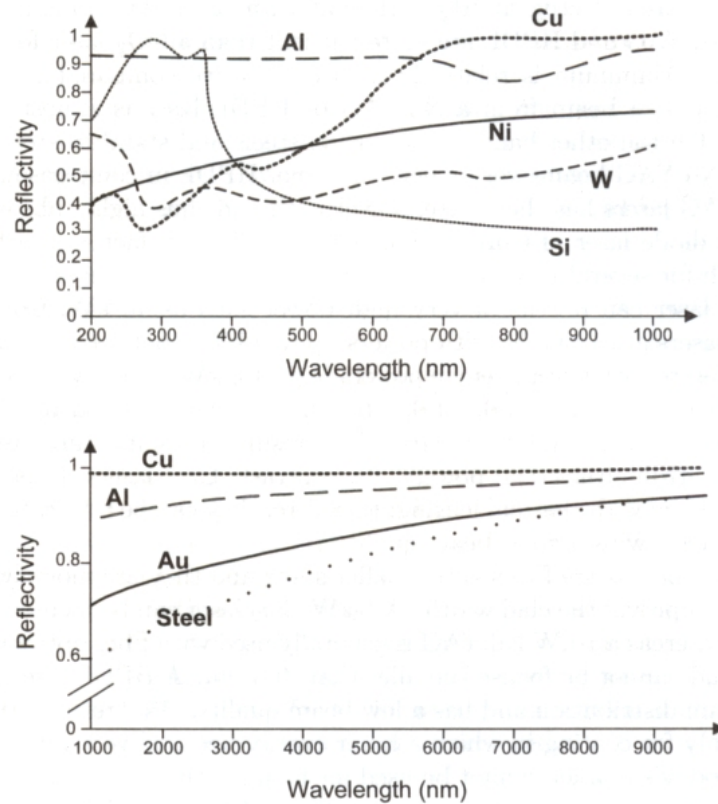 1
0.9
0.8
0.7
0.6
0.5
0.4
0.3
0.2
0.1
0
Reflectivity
Al
Cu
Ni
W
Si
200 300 400 500 600 700 800 900 1000
Wavelength (nm)
1
0.8
0.6
0
Reflectivity
Cu
Al
Au
Steel
1000 2000 3000 4000 5000 6000 7000 8000 9000
Wavelength (nm)